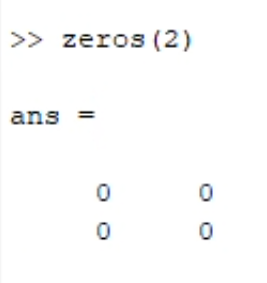 >> zeros(2)
ans =
0 0
0 0